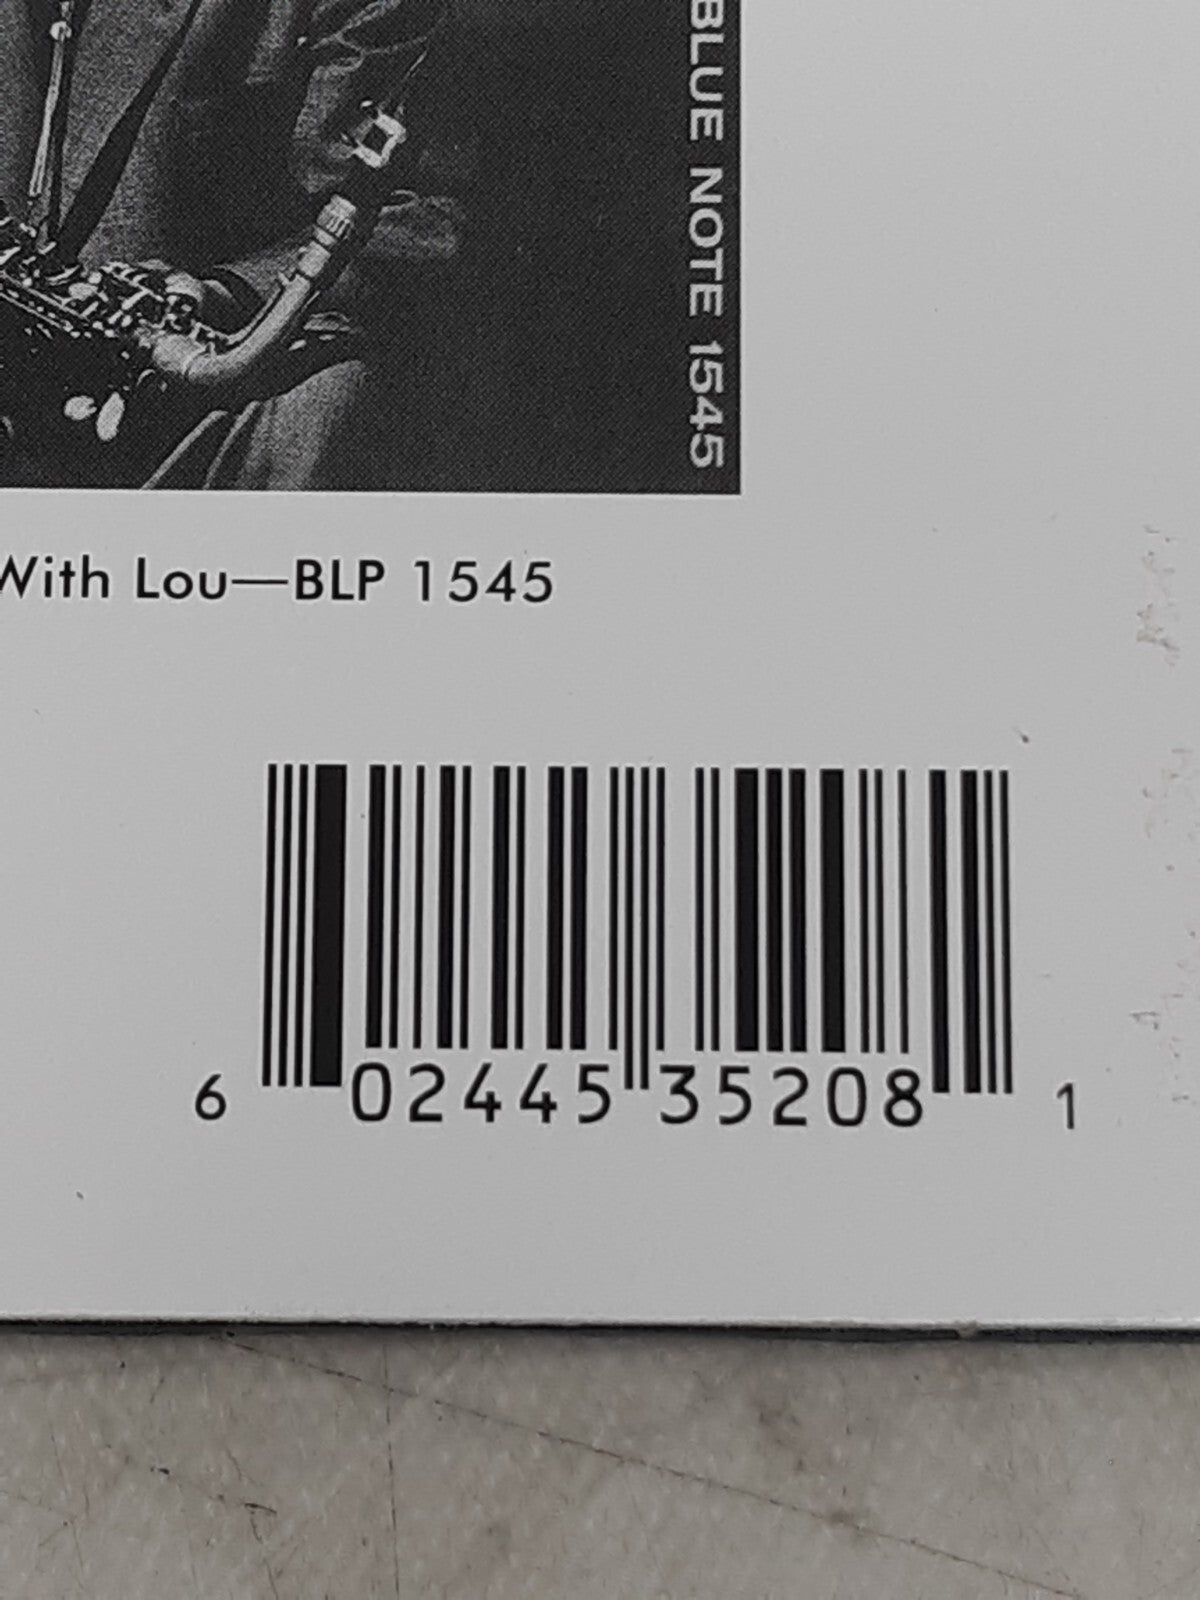 BLUE NOTE 1545
With Lou—BLP 1545
6 02445 35208 1